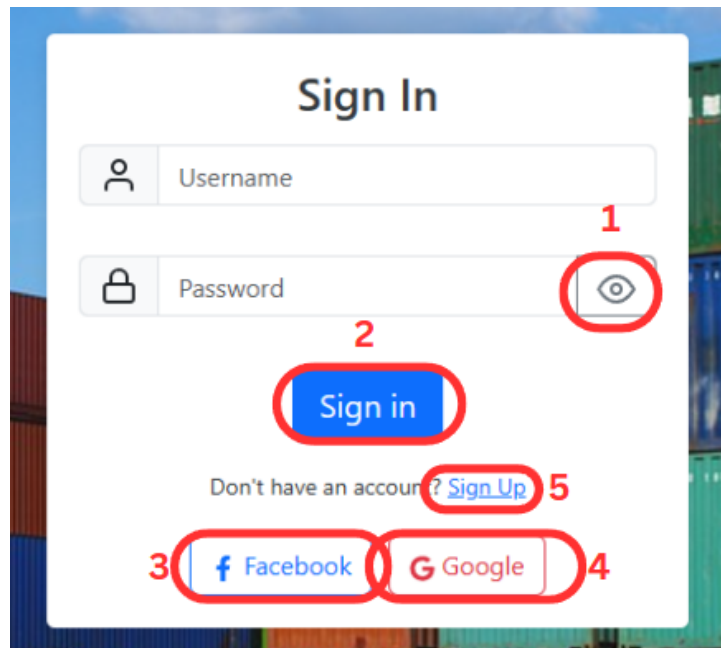 Sign In
Username
1
Password
2
Sign in
Don't have an account? Sign Up 5
3 Facebook G Google 4